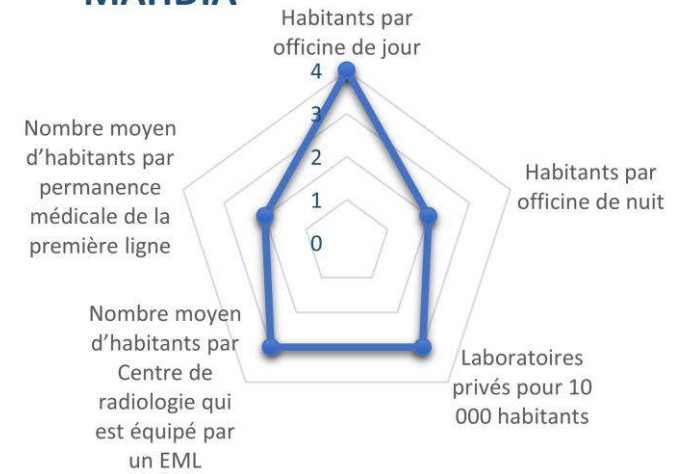 Habitants par
officine de jour
4
3
2
1
0
Nombre moyen
d'habitants par
permanence
médicale de la
première ligne
Habitants par
officine de nuit
Nombre moyen
d'habitants par
Centre de
radiologie qui
est équipé par
un EML
Laboratoires
privés pour 10
000 habitants